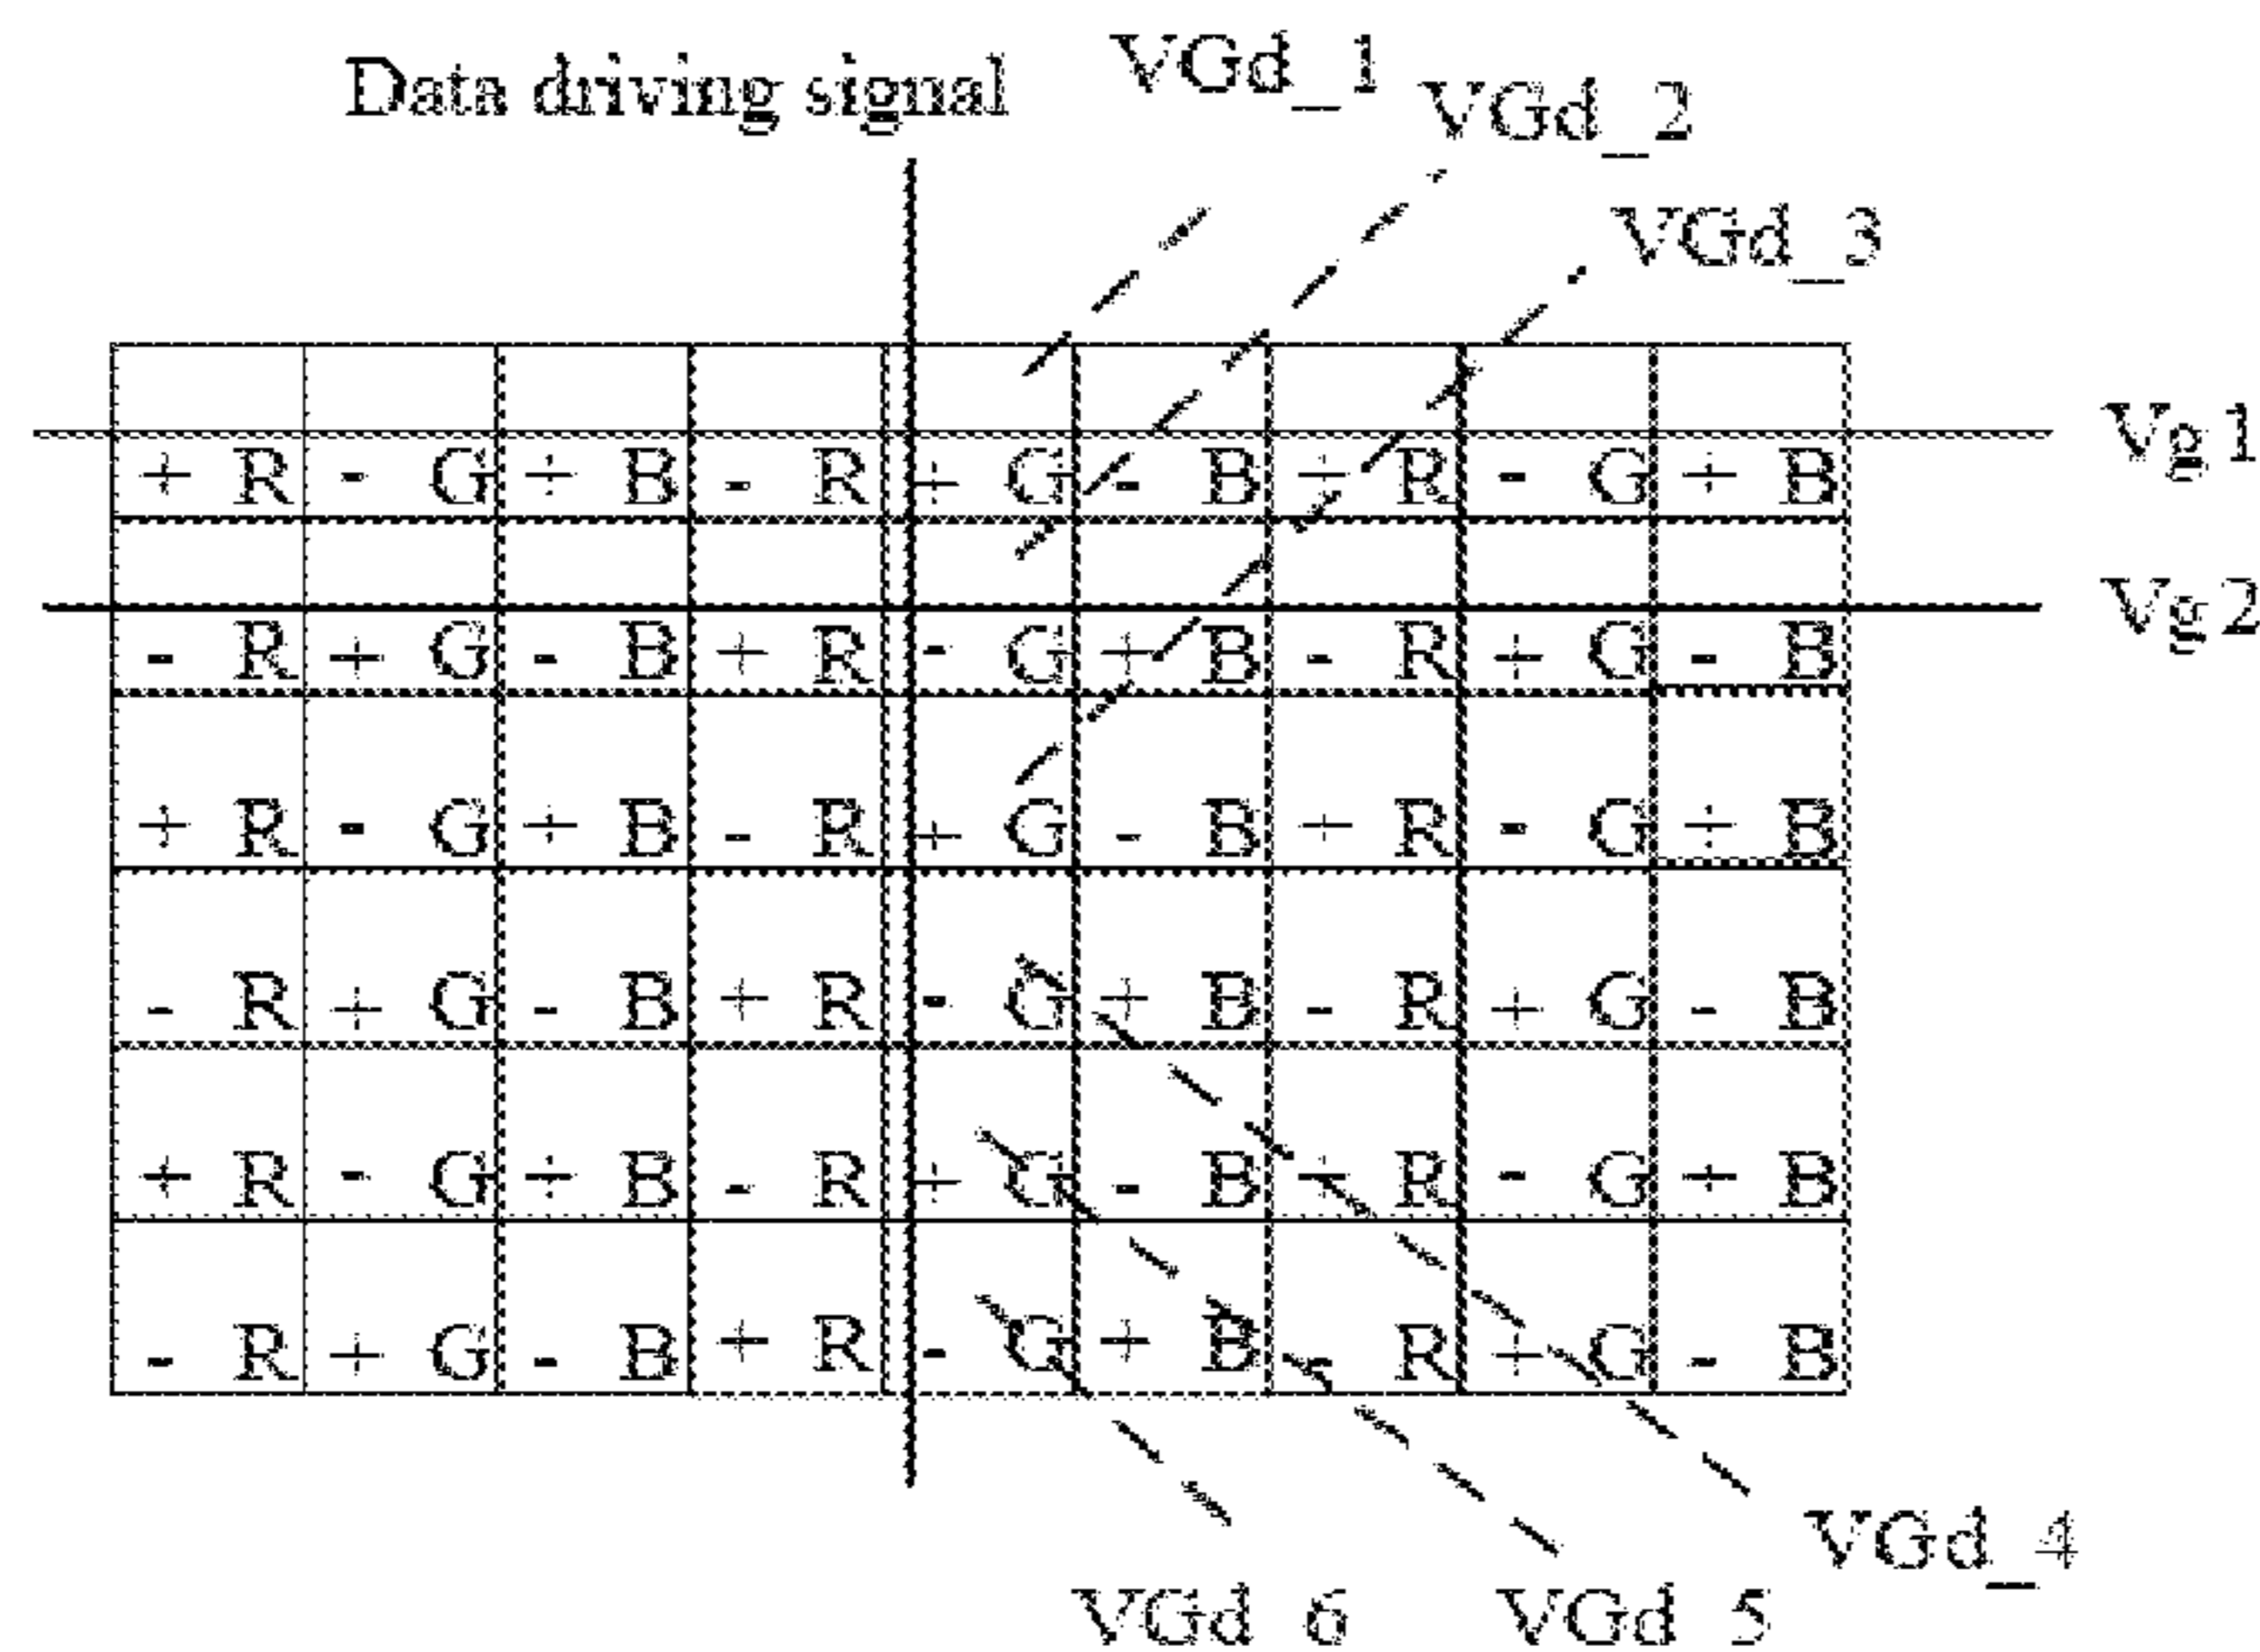 Data driving signal
VGd_1
VGd_2
VGd_3
+ R - G + B - R + G - B + R - G + B
Vg1
- R + G - B + R - G + B - R + G - B
Vg2
+ R - G + B - R + G - B + R - G + B
- R + G - B + R - G + B - R + G - B
+ R - G + B - R + G - B + R - G + B
- R + G - B + R - G + B - R + G - B
VGd_4
VGd_6 VGd_5